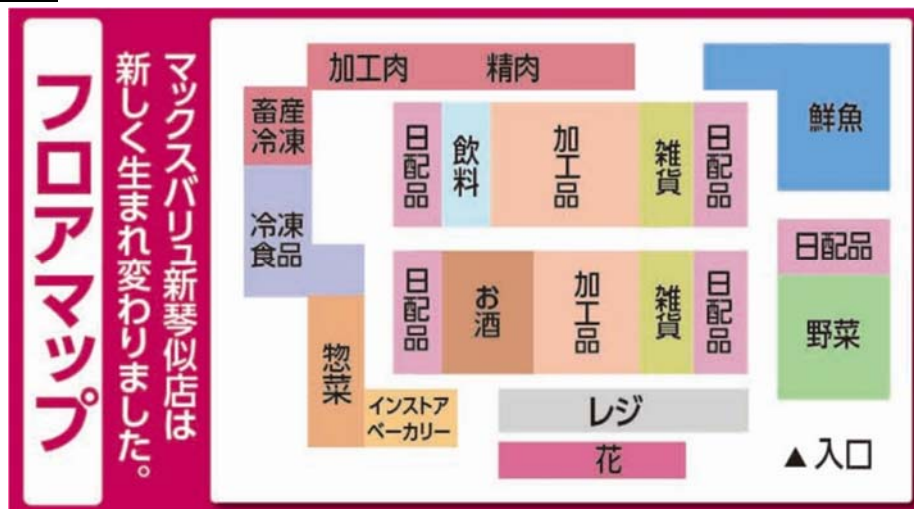 フロアマップ
マックスバリュ新琴似店は
新しく生まれ変わりました。
加工肉
精肉
鮮魚
畜産
冷凍
日配品
飲料
加工品
雑貨
日配品
冷凍
食品
日配品
日配品
お酒
加工品
雑貨
日配品
野菜
惣菜
インストア
ベーカリー
レジ
花
▲入口